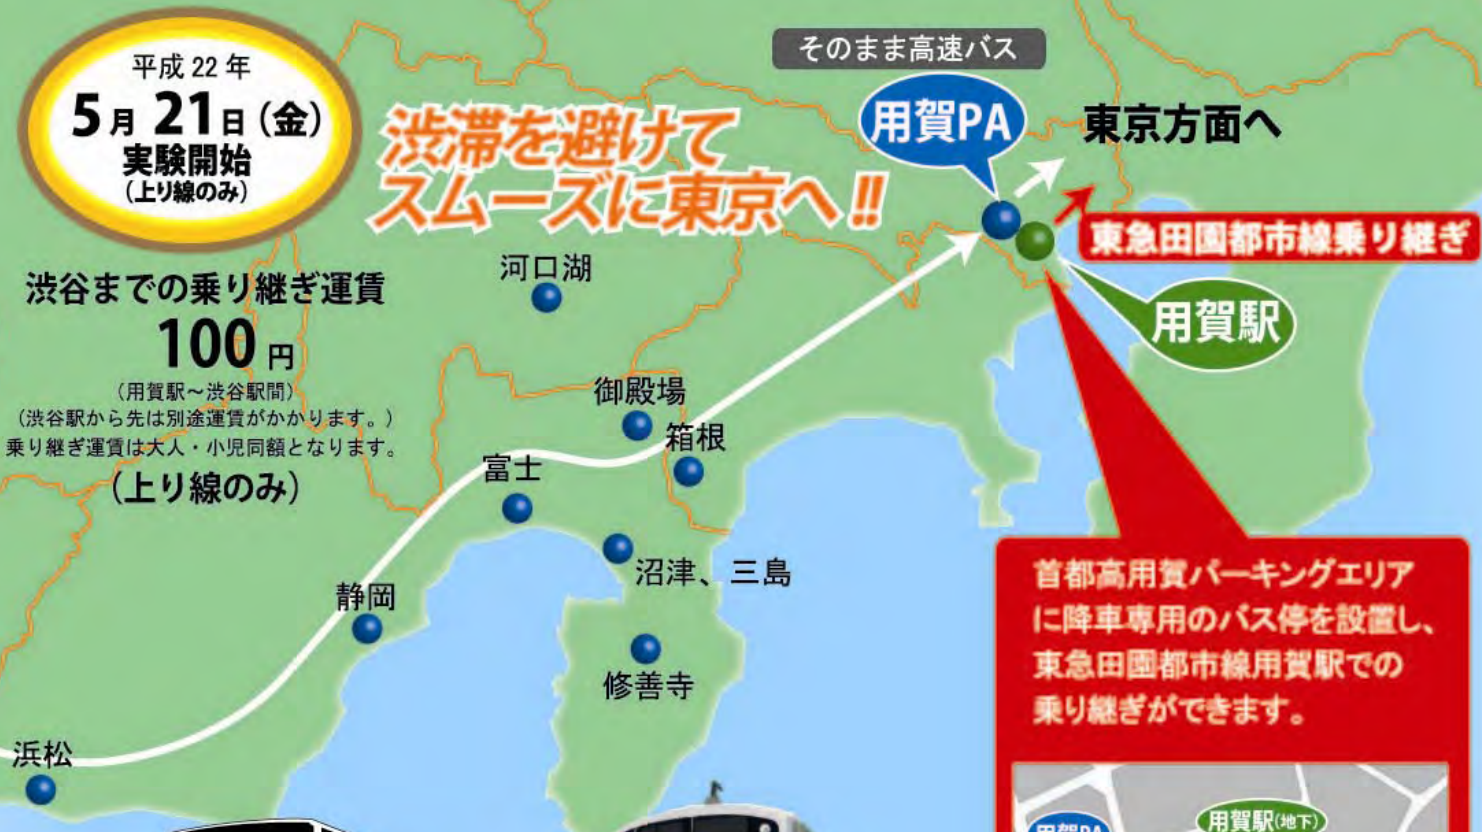 平成 22 年
5月 21日（金）
実験開始
（上り線のみ）
渋滞を避けて
スムーズに東京へ!!
そのまま高速バス
用賀PA
東京方面へ
東急田園都市線乗り継ぎ
用賀駅
渋谷までの乗り継ぎ運賃
100 円
（用賀駅～渋谷駅間）
（渋谷駅から先は別途運賃がかかります。）
乗り継ぎ運賃は大人・小児同額となります。
（上り線のみ）
河口湖
御殿場
箱根
富士
沼津、三島
静岡
修善寺
浜松
首都高用賀パーキングエリア
に降車専用のバス停を設置し、
東急田園都市線用賀駅での
乗り継ぎができます。
用賀駅（地下）
用賀PA